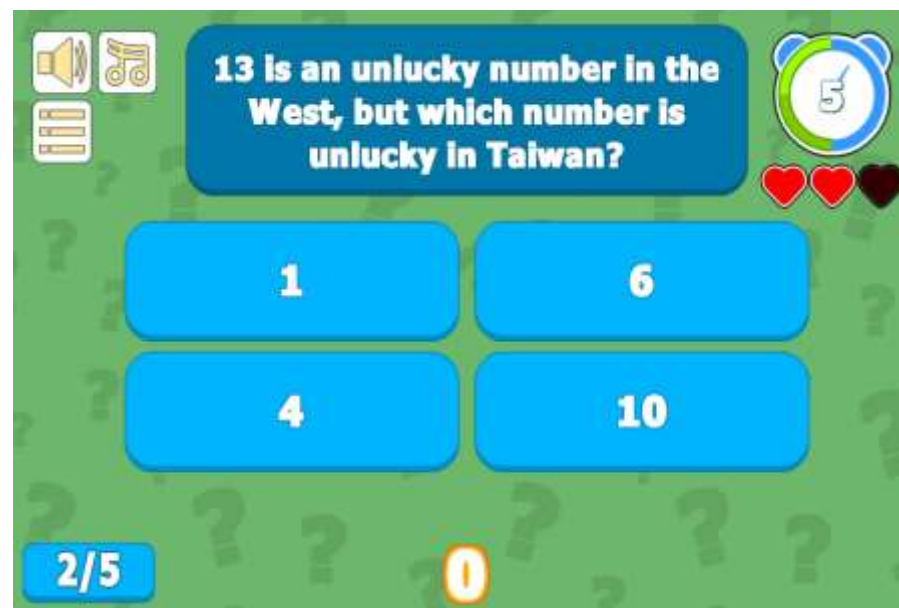 13 is an unlucky number in the
West, but which number is
unlucky in Taiwan?
5
1
6
4
10
2/5
0